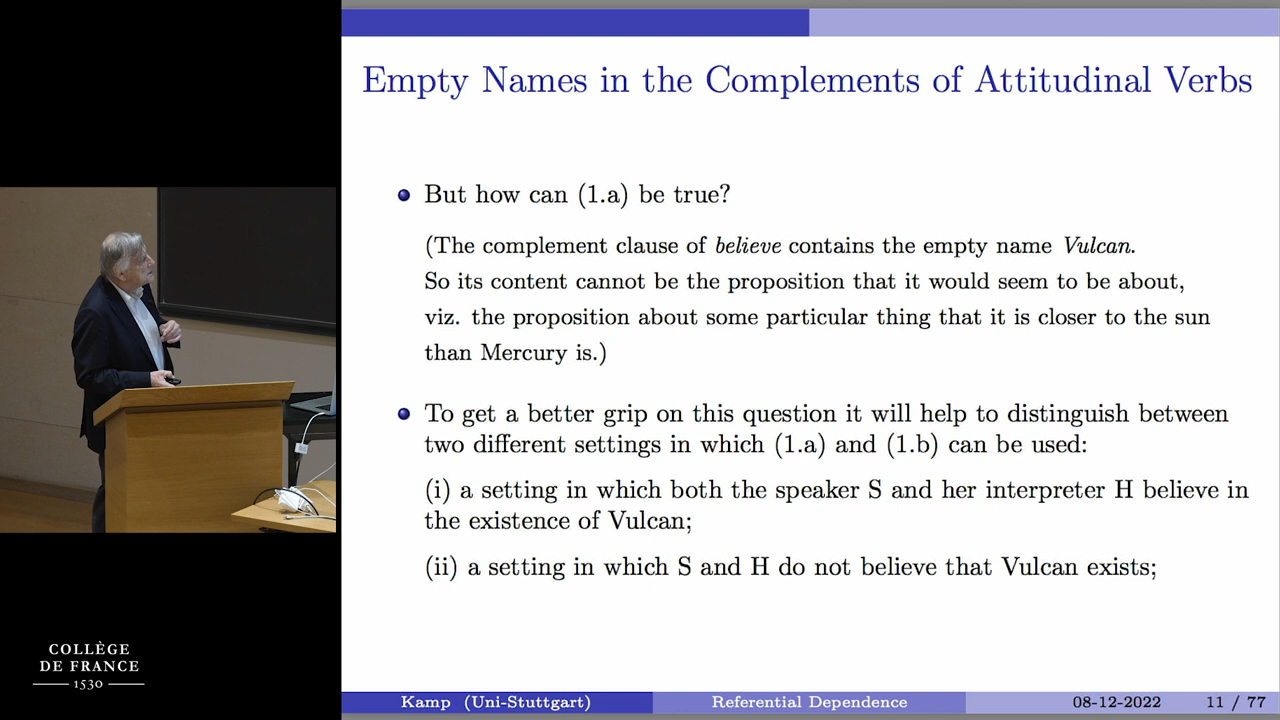 Empty Names in the Complements of Attitudinal Verbs
But how can (1.a) be true?
(The complement clause of believe contains the empty name Vulcan.
So its content cannot be the proposition that it would seem to be about,
viz. the proposition about some particular thing that it is closer to the sun
than Mercury is.)
To get a better grip on this question it will help to distinguish between
two different settings in which (1.a) and (1.b) can be used:
(i) a setting in which both the speaker S and her interpreter H believe in
the existence of Vulcan;
(ii) a setting in which S and H do not believe that Vulcan exists;
COLLÈGE
DE FRANCE
1530
Kamp (Uni-Stuttgart) Referential Dependence 08-12-2022 11 / 77